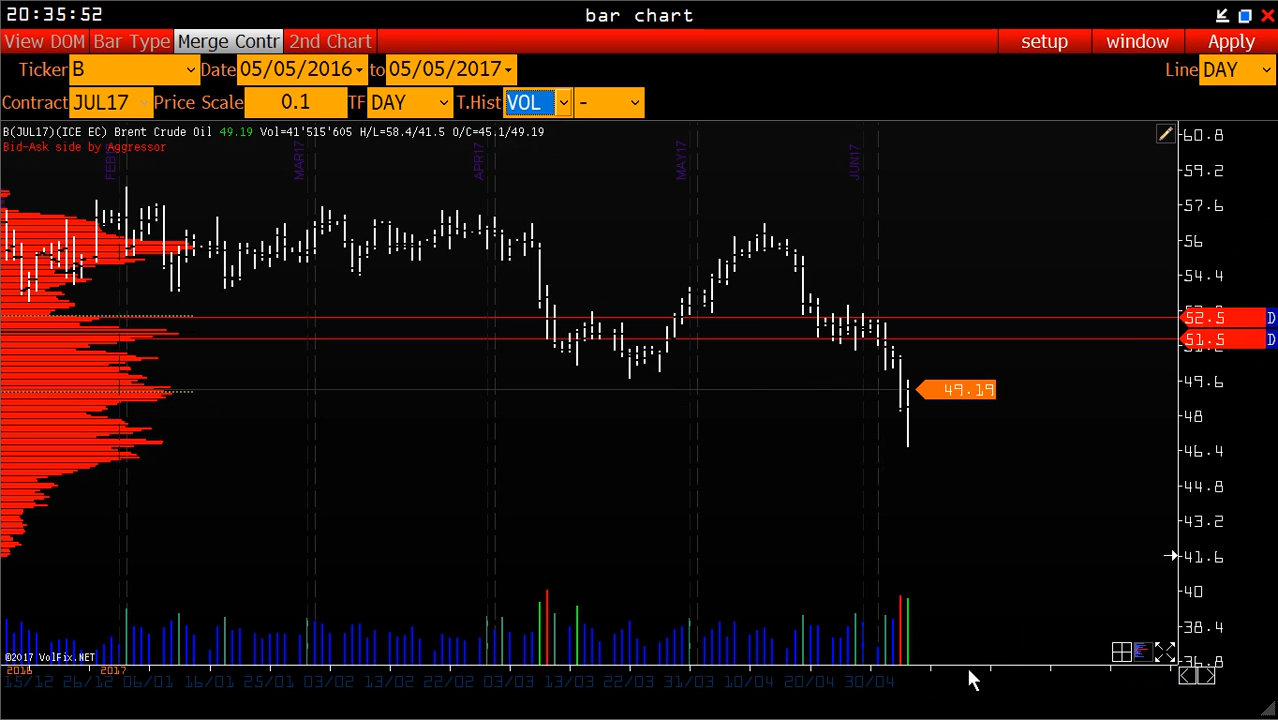 20:35:52 bar chart
View DOM Bar Type Merge Contr 2nd Chart setup window Apply
Ticker B Date 05/05/2016 to 05/05/2017 Line DAY
Contract JUL17 Price Scale 0.1 TF DAY T.Hist VOL -
B(JUL17)(ICE EC) Brent Crude Oil 49.19 Vol=41'515'605 H/L=58.4/41.5 O/C=45.1/49.19
Bid-Ask side by Aggressor
FEB17 MAR17 APR17 MAY17 JUN17
60.8
59.2
57.6
56
54.4
52.5 D
51.5 D
49.6
49.19
48
46.4
44.8
43.2
41.6
40
38.4
36.8
©2017 VolFix.NET
2016 2017
15/12 26/12 06/01 16/01 25/01 03/02 13/02 22/02 03/03 13/03 22/03 31/03 10/04 20/04 30/04